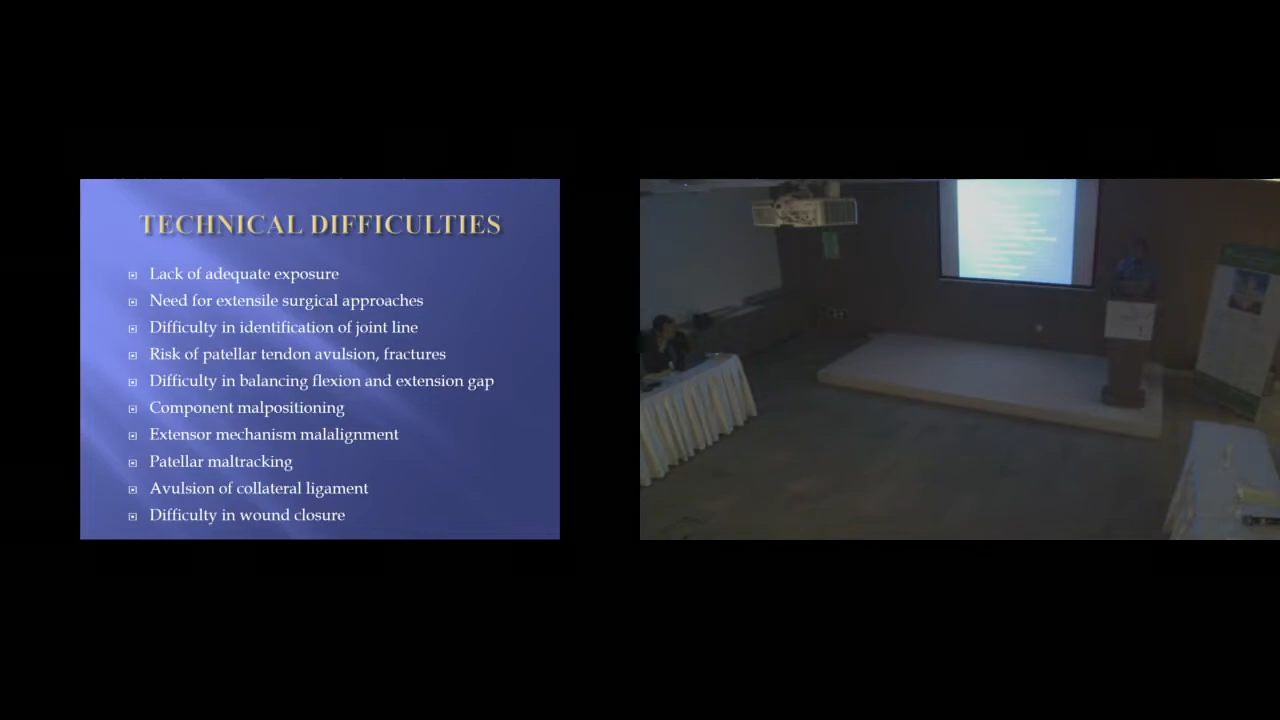 TECHNICAL DIFFICULTIES
Lack of adequate exposure
Need for extensile surgical approaches
Difficulty in identification of joint line
Risk of patellar tendon avulsion, fractures
Difficulty in balancing flexion and extension gap
Component malpositioning
Extensor mechanism malalignment
Patellar maltracking
Avulsion of collateral ligament
Difficulty in wound closure